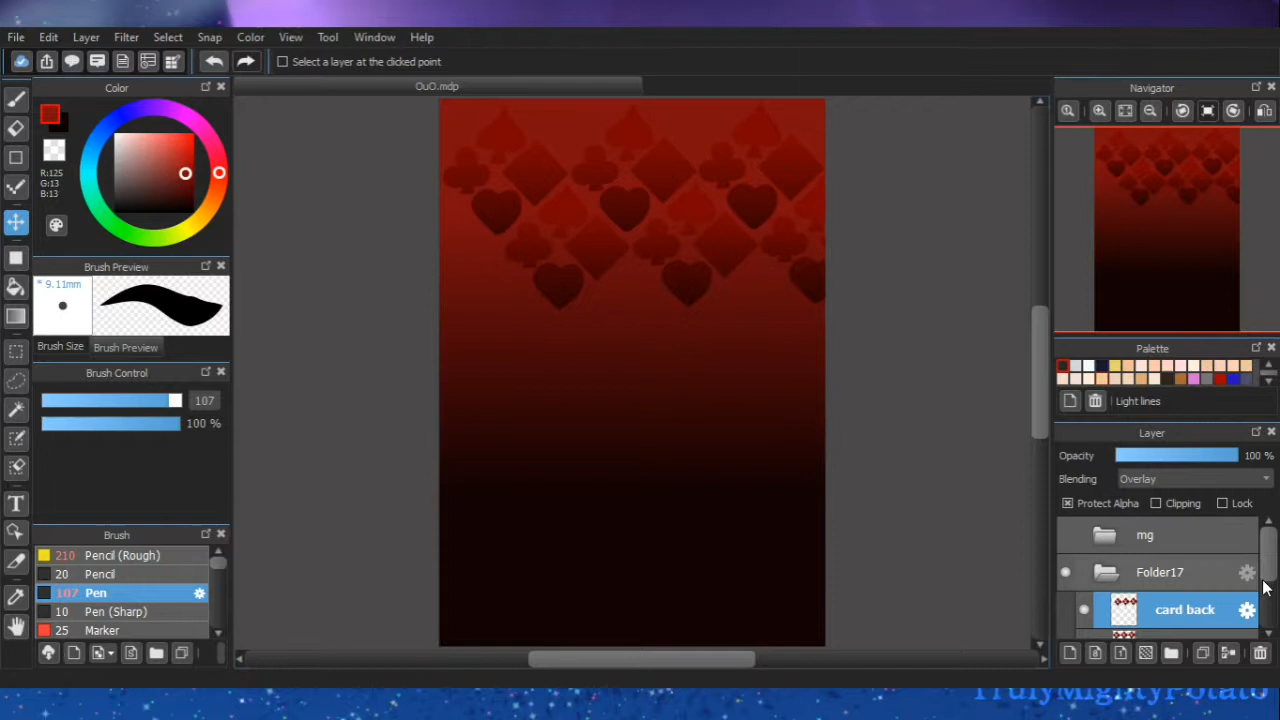 File Edit Layer Filter Select Snap Color View Tool Window Help
Select a layer at the clicked point
Color
OuO.mdp
Navigator
R:125
G:13
B:13
Brush Preview
9.11mm
Brush Size Brush Preview
Palette
Brush Control
107
Light lines
100 %
Layer
Opacity 100 %
Blending Overlay
Protect Alpha Clipping Lock
Brush
mg
210 Pencil (Rough)
20 Pencil
Folder17
107 Pen
10 Pen (Sharp)
card back
25 Marker
TrulyMightyPotato